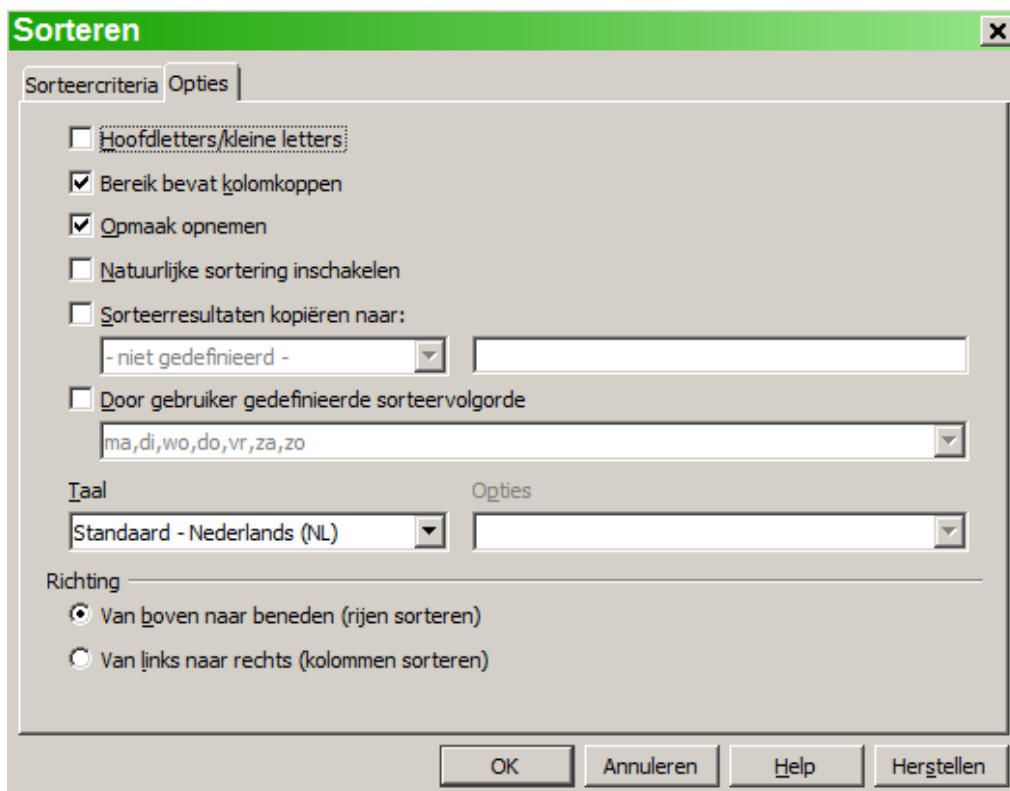 Sorteren
Sorteercriteria Opties
Hoofdletters/kleine letters
Bereik bevat kolomkoppen
Opmaak opnemen
Natuurlijke sortering inschakelen
Sorteerresultaten kopiëren naar:
- niet gedefinieerd -
Door gebruiker gedefinieerde sorteervolgorde
ma,di,wo,do,vr,za,zo
Taal Opties
Standaard - Nederlands (NL)
Richting
Van boven naar beneden (rijen sorteren)
Van links naar rechts (kolommen sorteren)
OK Annuleren Help Herstellen